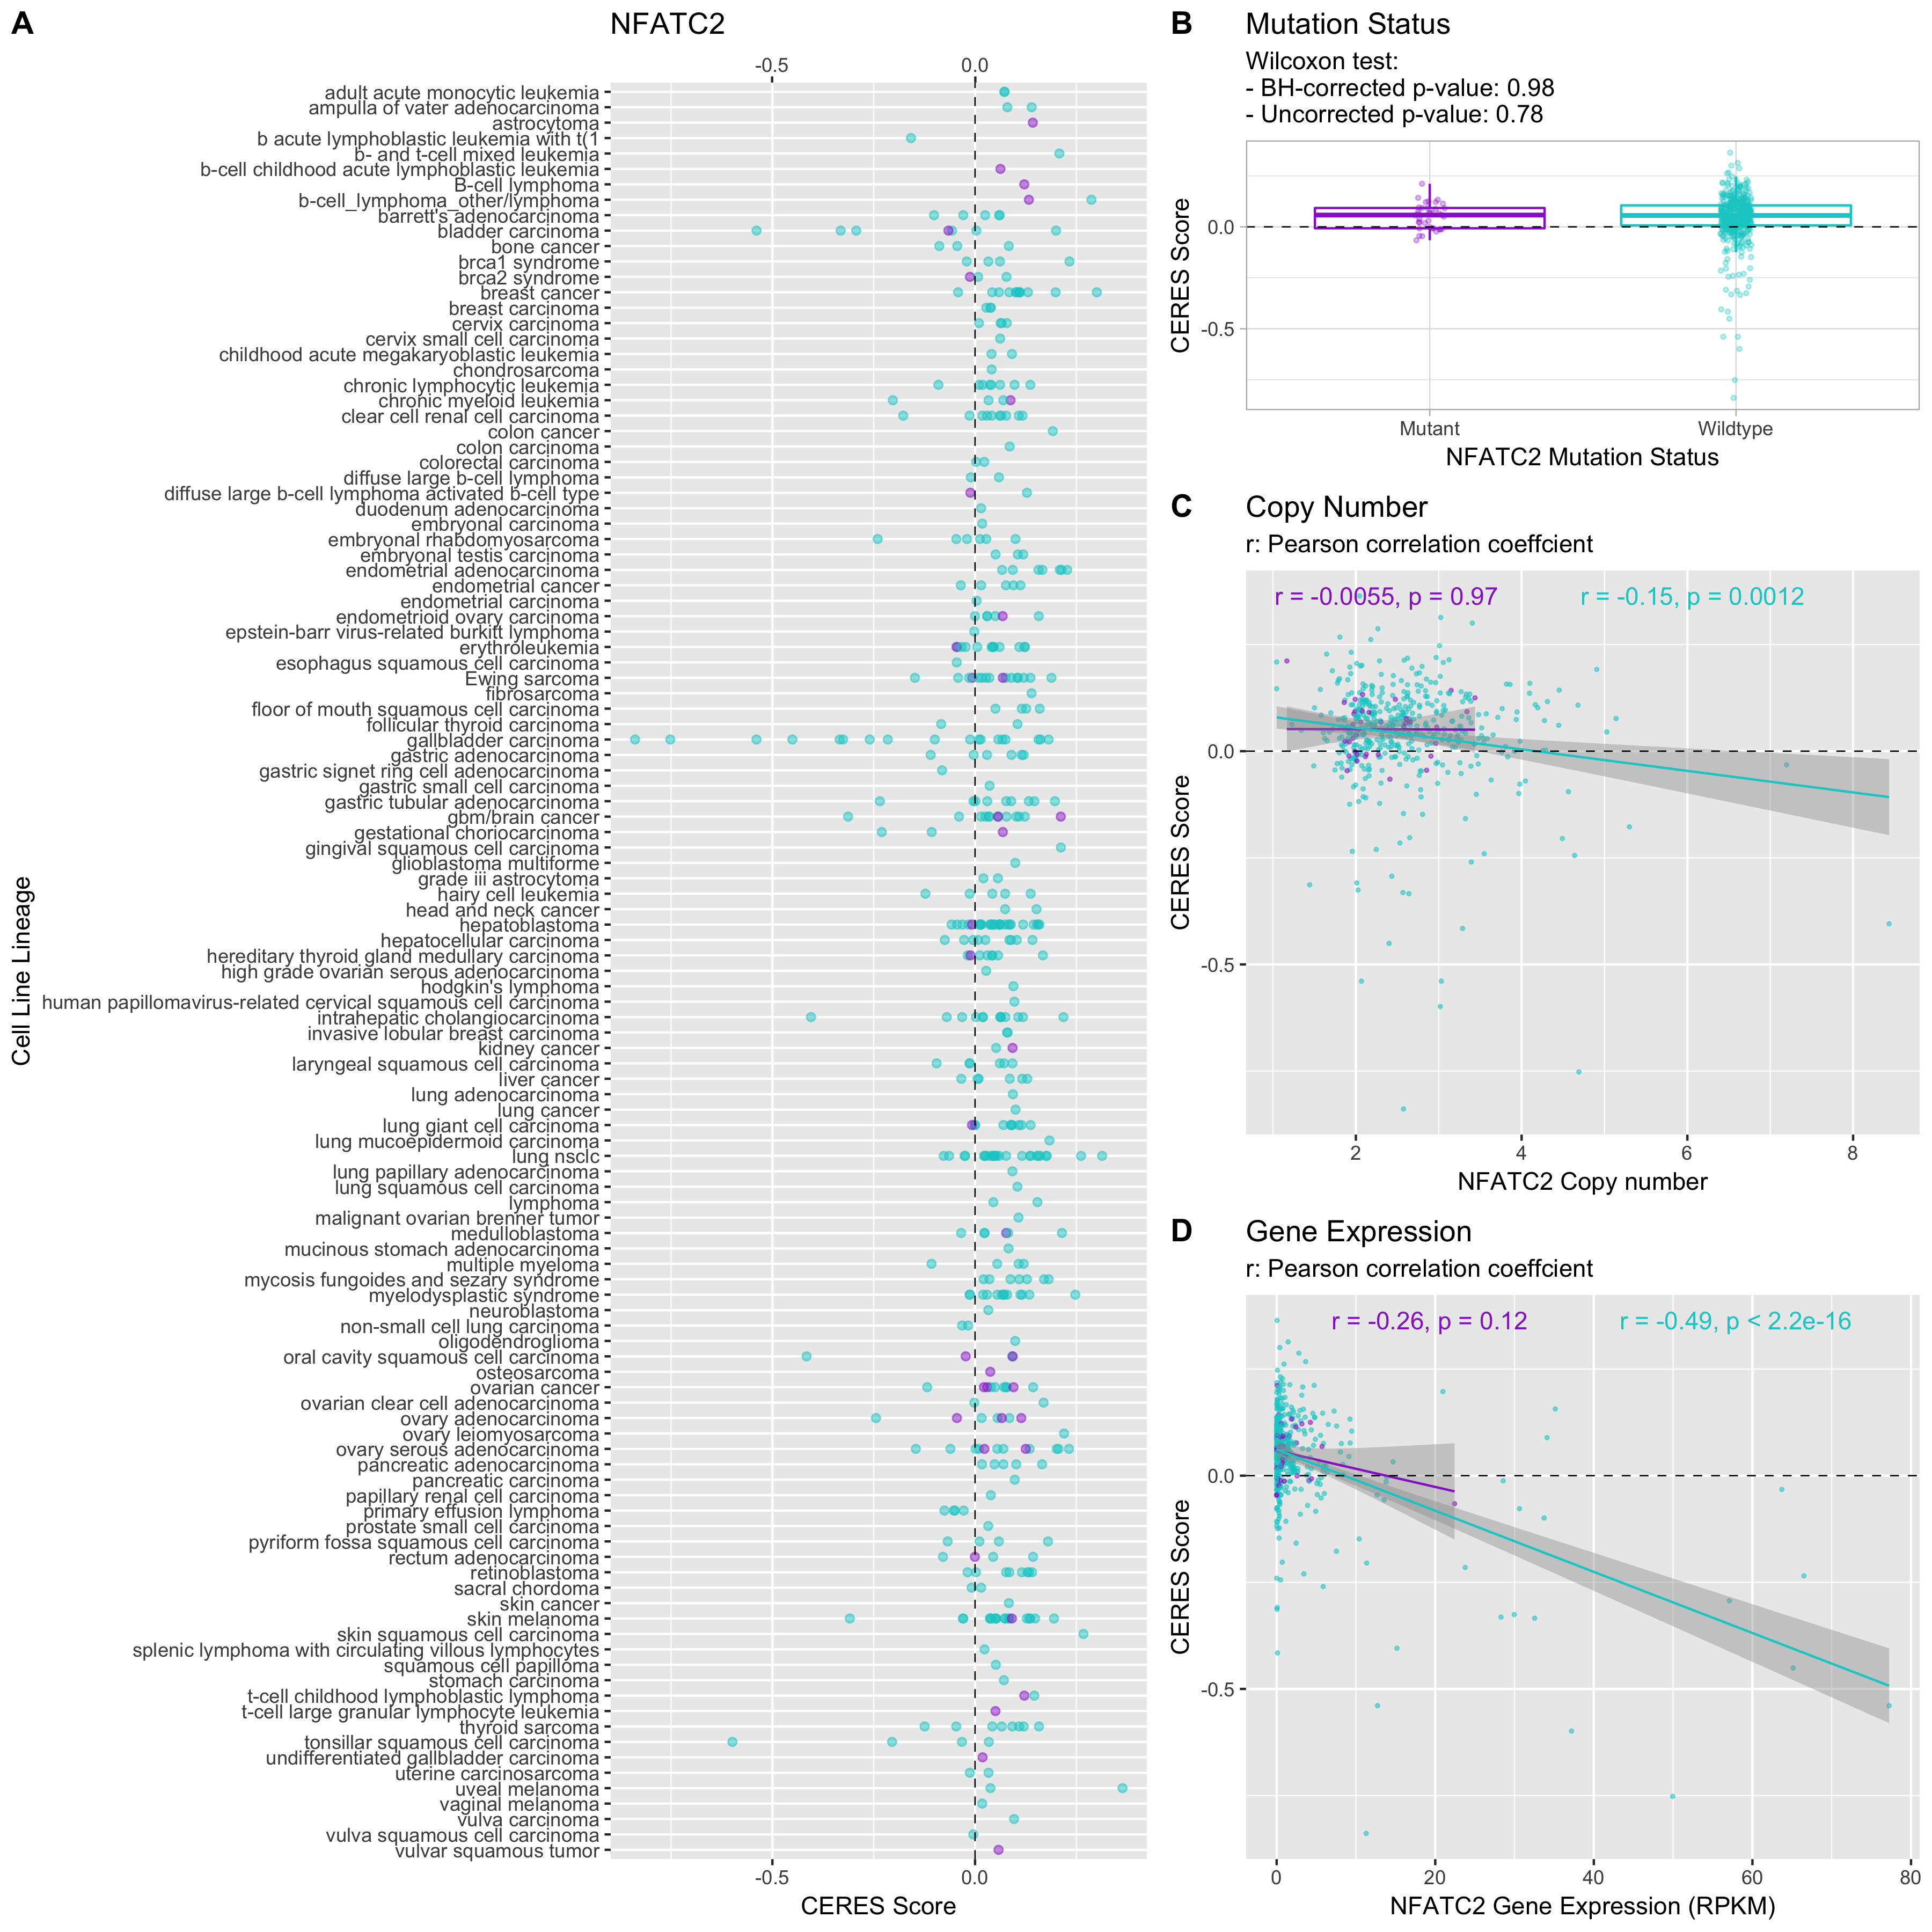 A
NFATC2
-0.5 0.0
adult acute monocytic leukemia
ampulla of vater adenocarcinoma
astrocytoma
b acute lymphoblastic leukemia with t(1
b- and t-cell mixed leukemia
b-cell childhood acute lymphoblastic leukemia
B-cell lymphoma
b-cell_lymphoma_other/lymphoma
barrett's adenocarcinoma
bladder carcinoma
bone cancer
brca1 syndrome
brca2 syndrome
breast cancer
breast carcinoma
cervix carcinoma
cervix small cell carcinoma
childhood acute megakaryoblastic leukemia
chondrosarcoma
chronic lymphocytic leukemia
chronic myeloid leukemia
clear cell renal cell carcinoma
colon cancer
colon carcinoma
colorectal carcinoma
diffuse large b-cell lymphoma
diffuse large b-cell lymphoma activated b-cell type
duodenum adenocarcinoma
embryonal carcinoma
embryonal rhabdomyosarcoma
embryonal testis carcinoma
endometrial adenocarcinoma
endometrial cancer
endometrial carcinoma
endometrioid ovary carcinoma
epstein-barr virus-related burkitt lymphoma
erythroleukemia
esophagus squamous cell carcinoma
Ewing sarcoma
fibrosarcoma
floor of mouth squamous cell carcinoma
follicular thyroid carcinoma
gallbladder carcinoma
gastric adenocarcinoma
gastric signet ring cell adenocarcinoma
gastric small cell carcinoma
gastric tubular adenocarcinoma
gbm/brain cancer
gestational choriocarcinoma
gingival squamous cell carcinoma
glioblastoma multiforme
grade iii astrocytoma
hairy cell leukemia
head and neck cancer
hepatoblastoma
hepatocellular carcinoma
hereditary thyroid gland medullary carcinoma
high grade ovarian serous adenocarcinoma
hodgkin's lymphoma
human papillomavirus-related cervical squamous cell carcinoma
intrahepatic cholangiocarcinoma
invasive lobular breast carcinoma
kidney cancer
laryngeal squamous cell carcinoma
liver cancer
lung adenocarcinoma
lung cancer
lung giant cell carcinoma
lung mucoepidermoid carcinoma
lung nsclc
lung papillary adenocarcinoma
lung squamous cell carcinoma
lymphoma
malignant ovarian brenner tumor
medulloblastoma
mucinous stomach adenocarcinoma
multiple myeloma
mycosis fungoides and sezary syndrome
myelodysplastic syndrome
neuroblastoma
non-small cell lung carcinoma
oligodendroglioma
oral cavity squamous cell carcinoma
osteosarcoma
ovarian cancer
ovarian clear cell adenocarcinoma
ovary adenocarcinoma
ovary leiomyosarcoma
ovary serous adenocarcinoma
pancreatic adenocarcinoma
pancreatic carcinoma
papillary renal cell carcinoma
primary effusion lymphoma
prostate small cell carcinoma
pyriform fossa squamous cell carcinoma
rectum adenocarcinoma
retinoblastoma
sacral chordoma
skin cancer
skin melanoma
skin squamous cell carcinoma
splenic lymphoma with circulating villous lymphocytes
squamous cell papilloma
stomach carcinoma
t-cell childhood lymphoblastic lymphoma
t-cell large granular lymphocyte leukemia
thyroid sarcoma
tonsillar squamous cell carcinoma
undifferentiated gallbladder carcinoma
uterine carcinosarcoma
uveal melanoma
vaginal melanoma
vulva carcinoma
vulva squamous cell carcinoma
vulvar squamous tumor
-0.5 0.0
CERES Score
Cell Line Lineage
B
Mutation Status
Wilcoxon test:
- BH-corrected p-value: 0.98
- Uncorrected p-value: 0.78
0.0
-0.5
CERES Score
Mutant Wildtype
NFATC2 Mutation Status
C
Copy Number
r: Pearson correlation coeffcient
r = -0.0055, p = 0.97 r = -0.15, p = 0.0012
0.0
-0.5
CERES Score
2 4 6 8
NFATC2 Copy number
D
Gene Expression
r: Pearson correlation coeffcient
r = -0.26, p = 0.12 r = -0.49, p < 2.2e-16
0.0
-0.5
CERES Score
0 20 40 60 80
NFATC2 Gene Expression (RPKM)